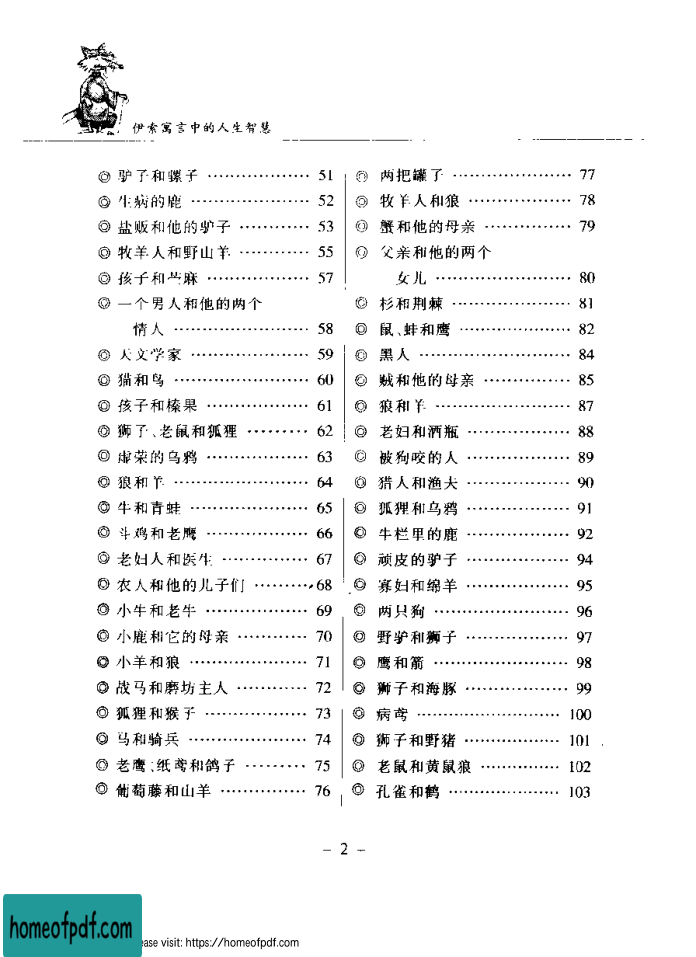 伊索寓言中的人生智慧
◎ 驴子和骡子 ……………… 51
◎ 生病的鹿 ………………… 52
◎ 盐贩和他的驴子 ………… 53
◎ 牧羊人和野山羊 ………… 55
◎ 孩子和苎麻 ……………… 57
◎ 一个男人和他的两个
情人 …………………… 58
◎ 天文学家 ………………… 59
◎ 猫和鸟 …………………… 60
◎ 孩子和榛果 ……………… 61
◎ 狮子、老鼠和狐狸 ……… 62
◎ 虚荣的乌鸦 ……………… 63
◎ 狼和羊 …………………… 64
◎ 牛和青蛙 ………………… 65
◎ 斗鸡和老鹰 ……………… 66
◎ 老妇人和医生 …………… 67
◎ 农人和他的儿子们 ……… 68
◎ 小牛和老牛 ……………… 69
◎ 小鹿和它的母亲 ………… 70
◎ 小羊和狼 ………………… 71
◎ 战马和磨坊主人 ………… 72
◎ 狐狸和猴子 ……………… 73
◎ 马和骑兵 ………………… 74
◎ 老鹰、纸鸢和鸽子 ……… 75
◎ 葡萄藤和山羊 …………… 76
◎ 两把罐子 ………………… 77
◎ 牧羊人和狼 ……………… 78
◎ 蟹和他的母亲 …………… 79
◎ 父亲和他的两个
女儿 …………………… 80
◎ 杉和荆棘 ………………… 81
◎ 鼠、蛙和鹰 ……………… 82
◎ 黑人 ……………………… 84
◎ 贼和他的母亲 …………… 85
◎ 狼和羊 …………………… 87
◎ 老妇和酒瓶 ……………… 88
◎ 被狗咬的人 ……………… 89
◎ 猎人和渔夫 ……………… 90
◎ 狐狸和乌鸦 ……………… 91
◎ 牛栏里的鹿 ……………… 92
◎ 顽皮的驴子 ……………… 94
◎ 寡妇和绵羊 ……………… 95
◎ 两只狗 …………………… 96
◎ 野驴和狮子 ……………… 97
◎ 鹰和箭 …………………… 98
◎ 狮子和海豚 ……………… 99
◎ 病鸢 ……………………… 100
◎ 狮子和野猪 ……………… 101
◎ 老鼠和黄鼠狼 …………… 102
◎ 孔雀和鹤 ………………… 103
– 2 –
homeofpdf.com
ease visit: https://homeofpdf.com